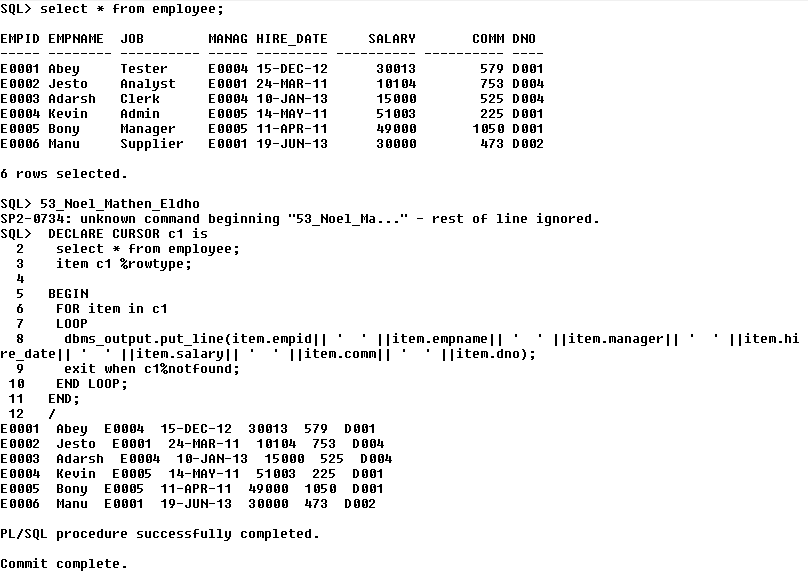 SQL> select * from employee;
EMPID EMPNAME  JOB        MANAG HIRE_DATE     SALARY       COMM DNO
----- -------- ---------- ----- --------- ---------- ---------- ----
E0001 Abey     Tester     E0004 15-DEC-12      30013        579 D001
E0002 Jesto    Analyst    E0001 24-MAR-11      10104        753 D004
E0003 Adarsh   Clerk      E0004 10-JAN-13      15000        525 D004
E0004 Kevin    Admin      E0005 14-MAY-11      51003        225 D001
E0005 Bony     Manager    E0005 11-APR-11      49000       1050 D001
E0006 Manu     Supplier   E0001 19-JUN-13      30000        473 D002
6 rows selected.
SQL> 53_Noel_Mathen_Eldho
SP2-0734: unknown command beginning "53_Noel_Ma..." - rest of line ignored.
SQL>  DECLARE CURSOR c1 is
  2    select * from employee;
  3    item c1 %rowtype;
  4
  5   BEGIN
  6    FOR item in c1
  7    LOOP
  8     dbms_output.put_line(item.empid|| '  ' ||item.empname|| '  ' ||item.manager|| '  ' ||item.hi
re_date|| '  ' ||item.salary|| '  ' ||item.comm|| '  ' ||item.dno);
  9     exit when c1%notfound;
 10    END LOOP;
 11   END;
 12   /
E0001  Abey  E0004  15-DEC-12  30013  579  D001
E0002  Jesto  E0001  24-MAR-11  10104  753  D004
E0003  Adarsh  E0004  10-JAN-13  15000  525  D004
E0004  Kevin  E0005  14-MAY-11  51003  225  D001
E0005  Bony  E0005  11-APR-11  49000  1050  D001
E0006  Manu  E0001  19-JUN-13  30000  473  D002
PL/SQL procedure successfully completed.
Commit complete.